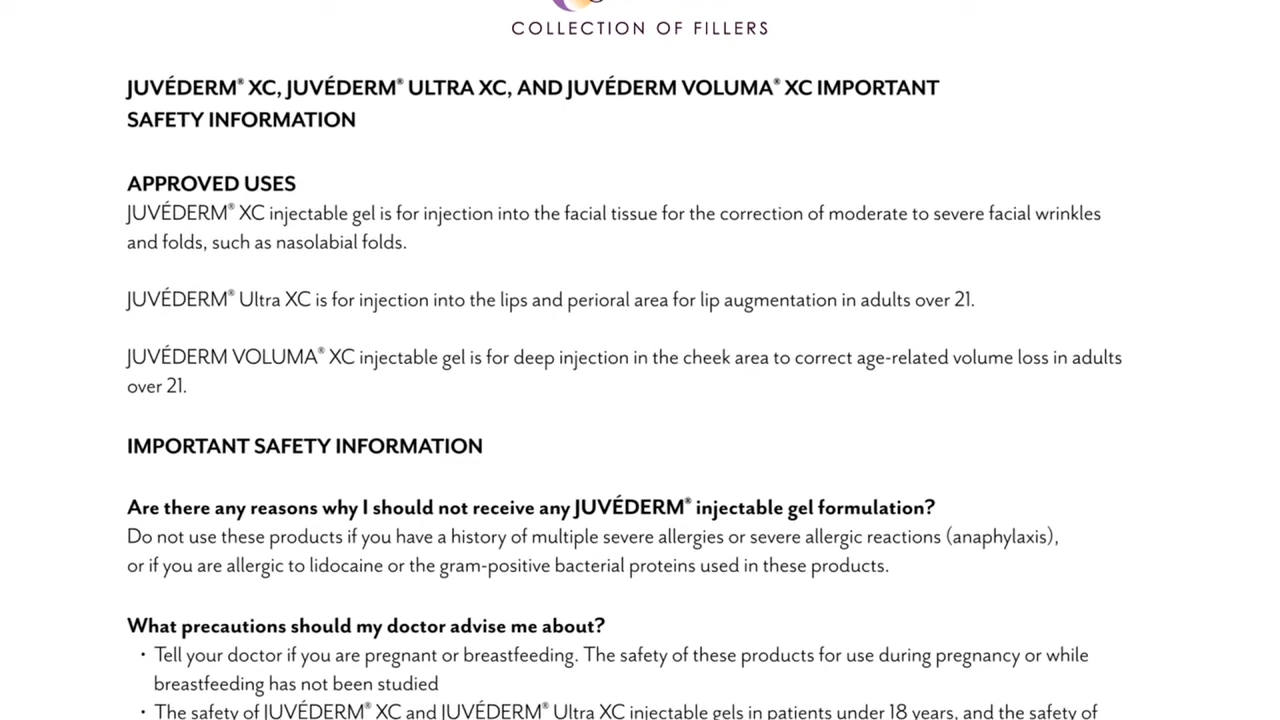 COLLECTION OF FILLERS
JUVÉDERM® XC, JUVÉDERM® ULTRA XC, AND JUVÉDERM VOLUMA® XC IMPORTANT
SAFETY INFORMATION
APPROVED USES
JUVÉDERM® XC injectable gel is for injection into the facial tissue for the correction of moderate to severe facial wrinkles
and folds, such as nasolabial folds.
JUVÉDERM® Ultra XC is for injection into the lips and perioral area for lip augmentation in adults over 21.
JUVÉDERM VOLUMA® XC injectable gel is for deep injection in the cheek area to correct age-related volume loss in adults
over 21.
IMPORTANT SAFETY INFORMATION
Are there any reasons why I should not receive any JUVÉDERM® injectable gel formulation?
Do not use these products if you have a history of multiple severe allergies or severe allergic reactions (anaphylaxis),
or if you are allergic to lidocaine or the gram-positive bacterial proteins used in these products.
What precautions should my doctor advise me about?
• Tell your doctor if you are pregnant or breastfeeding. The safety of these products for use during pregnancy or while
breastfeeding has not been studied
• The safety of JUVÉDERM® XC and JUVÉDERM® Ultra XC injectable gels in patients under 18 years, and the safety of